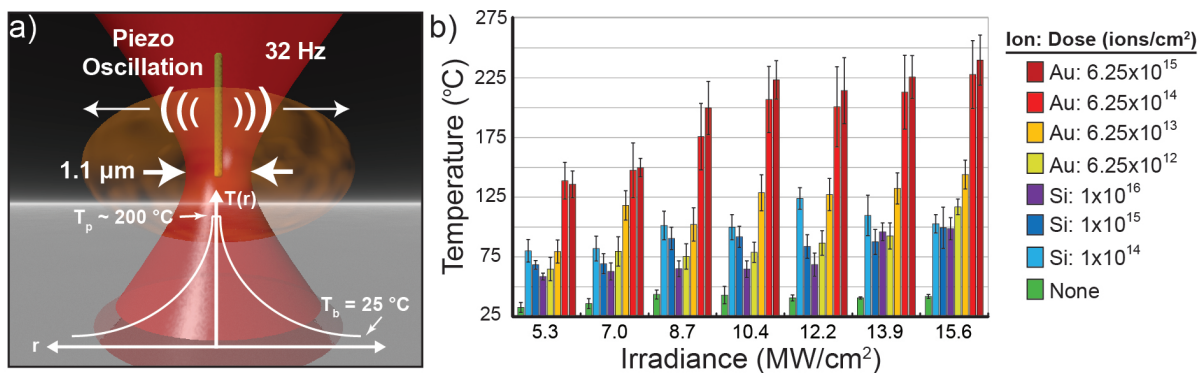 a)
Piezo
Oscillation
32 Hz
1.1 μm
T(r)
Tₚ ~ 200 °C
T_b = 25 °C
r
b)
Temperature (°C)
275
225
175
125
75
25
5.3 7.0 8.7 10.4 12.2 13.9 15.6
Irradiance (MW/cm²)
Ion: Dose (ions/cm²)
Au: 6.25x10¹⁵
Au: 6.25x10¹⁴
Au: 6.25x10¹³
Au: 6.25x10¹²
Si: 1x10¹⁶
Si: 1x10¹⁵
Si: 1x10¹⁴
None